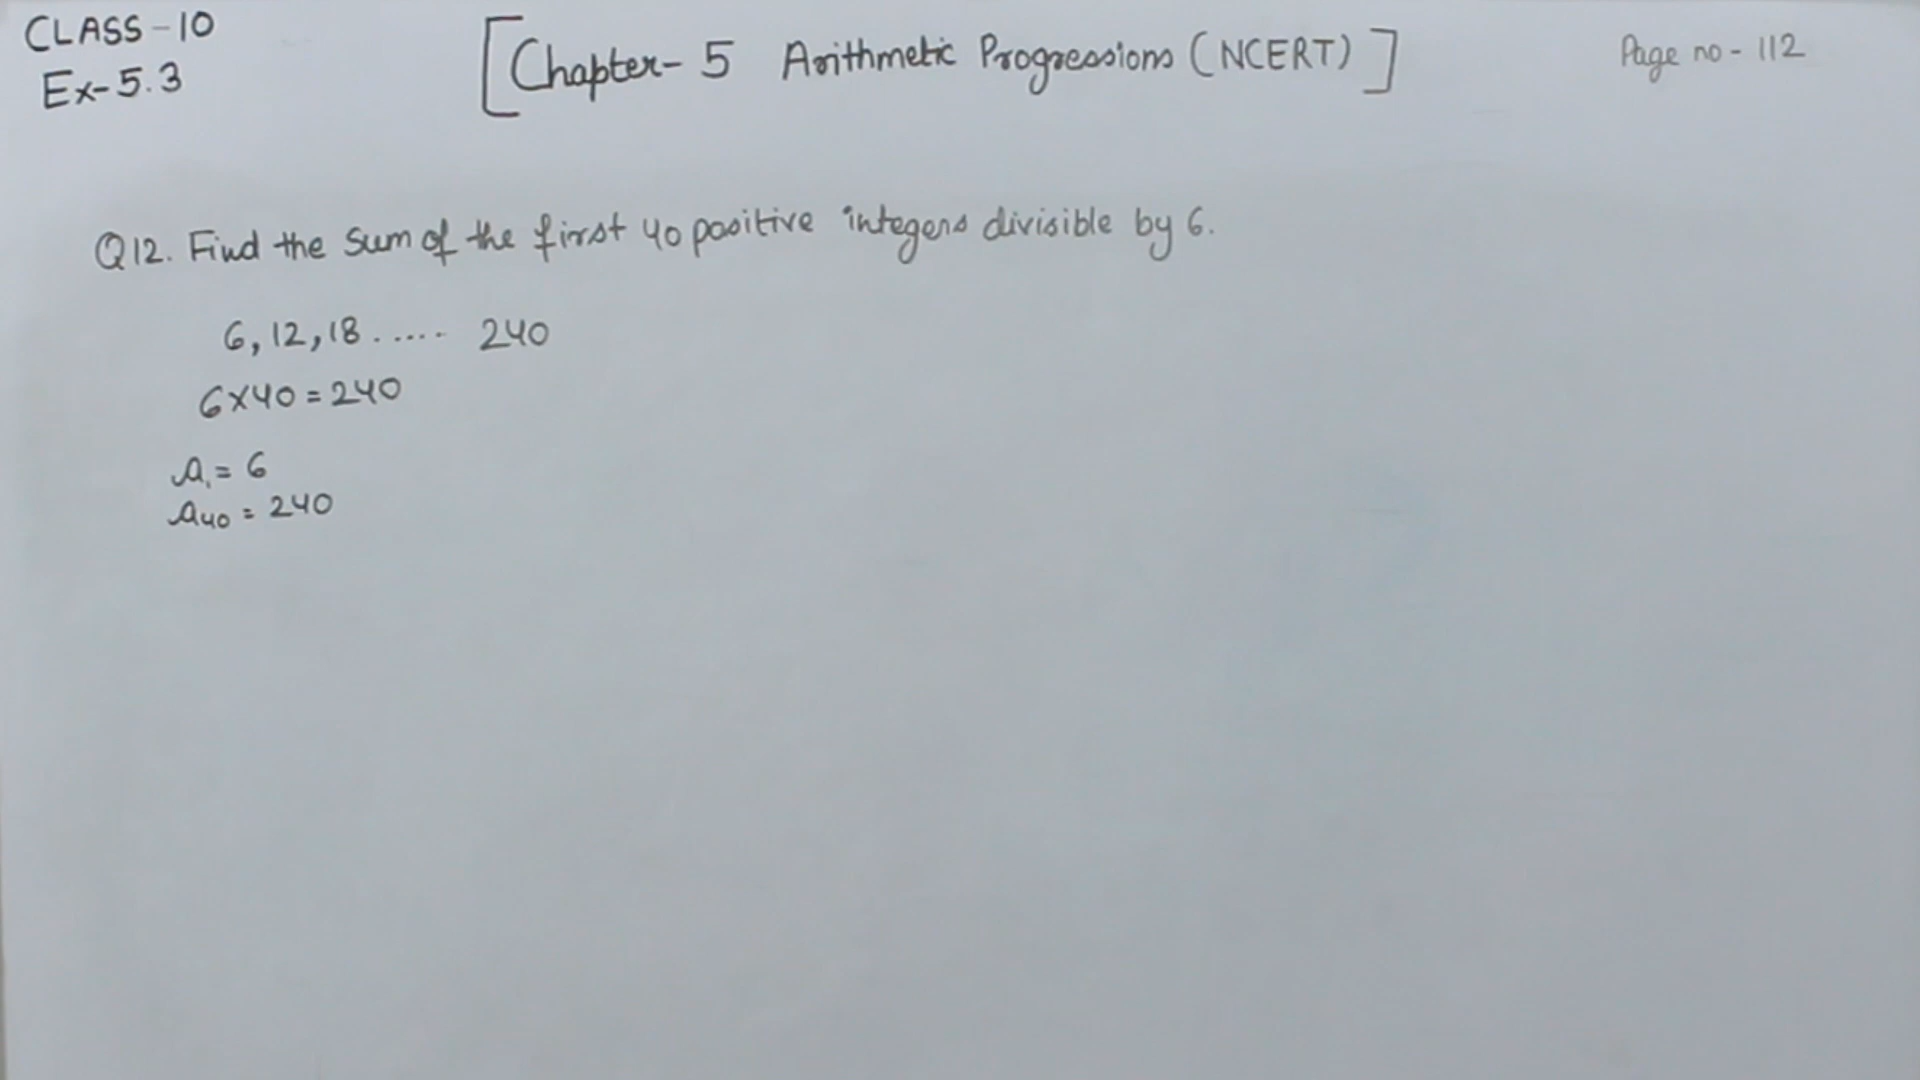 CLASS-10
Ex-5.3
[Chapter-5 Arithmetic Progressions (NCERT)]
Page no - 112
Q12. Find the sum of the first 40 positive integers divisible by 6.
6, 12, 18 ..... 240
6×40 = 240
a₁ = 6
a₄₀ = 240